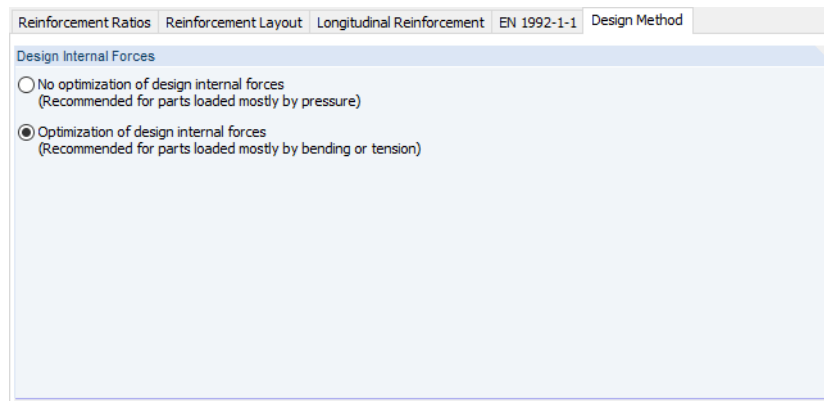 Reinforcement Ratios Reinforcement Layout Longitudinal Reinforcement EN 1992-1-1 Design Method
Design Internal Forces
No optimization of design internal forces
(Recommended for parts loaded mostly by pressure)
Optimization of design internal forces
(Recommended for parts loaded mostly by bending or tension)